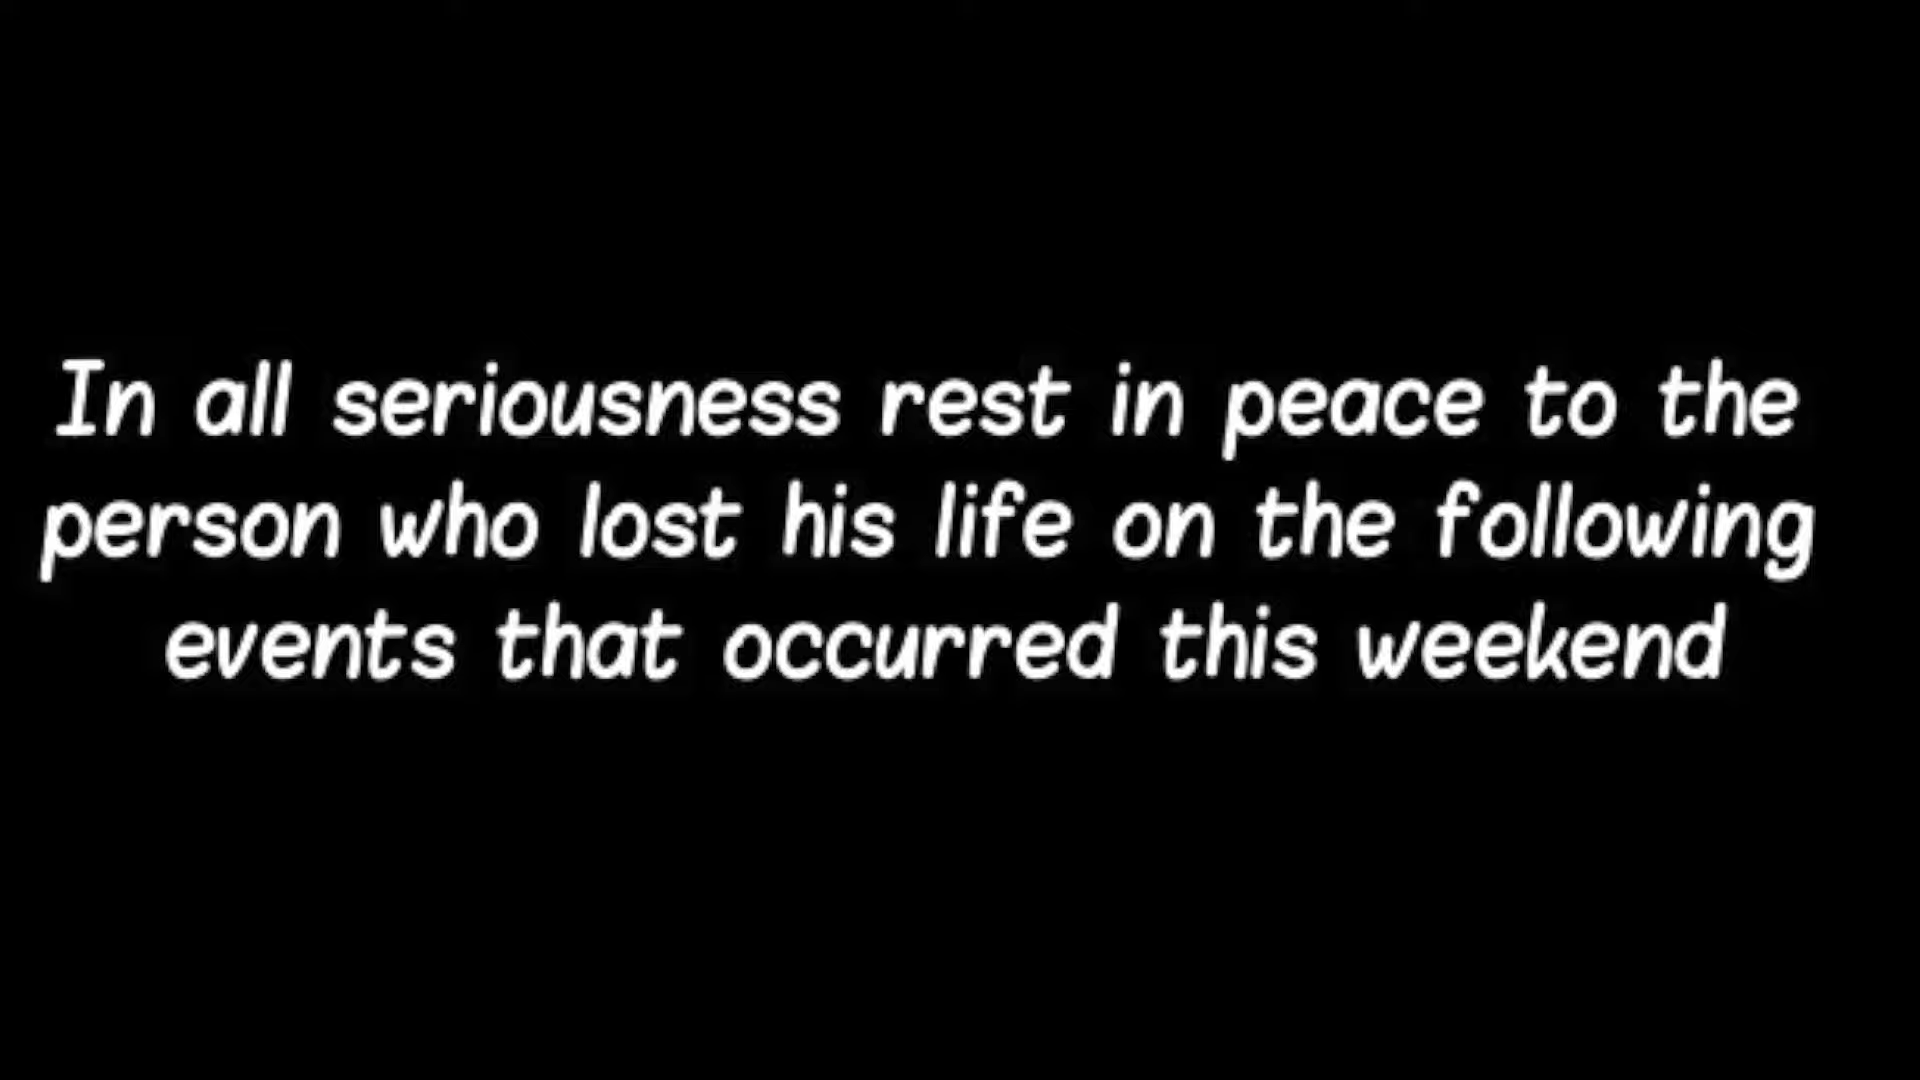 In all seriousness rest in peace to the
person who lost his life on the following
events that occurred this weekend